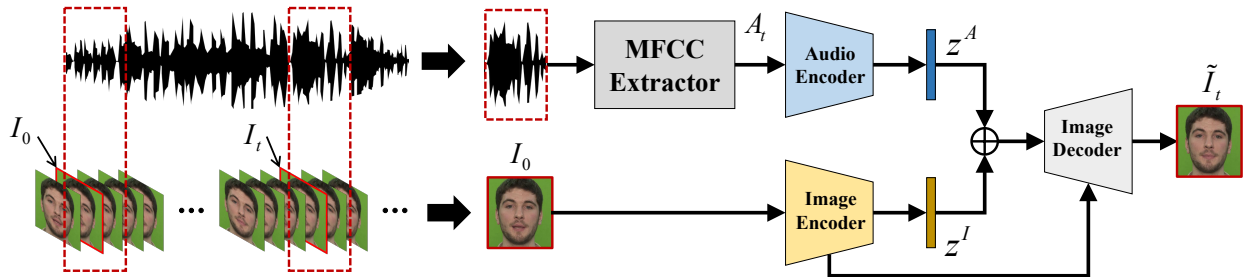 I_0
I_t
...
...
MFCC
Extractor
A_t
Audio
Encoder
z^A
I_0
Image
Encoder
z^I
Image
Decoder
Ĩ_t